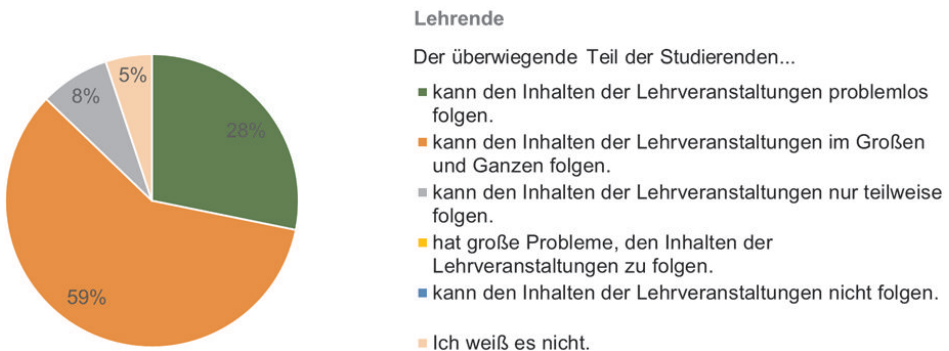 Lehrende
Der überwiegende Teil der Studierenden...
kann den Inhalten der Lehrveranstaltungen problemlos
folgen.
kann den Inhalten der Lehrveranstaltungen im Großen
und Ganzen folgen.
kann den Inhalten der Lehrveranstaltungen nur teilweise
folgen.
hat große Probleme, den Inhalten der
Lehrveranstaltungen zu folgen.
kann den Inhalten der Lehrveranstaltungen nicht folgen.
Ich weiß es nicht.
5%
8%
28%
59%